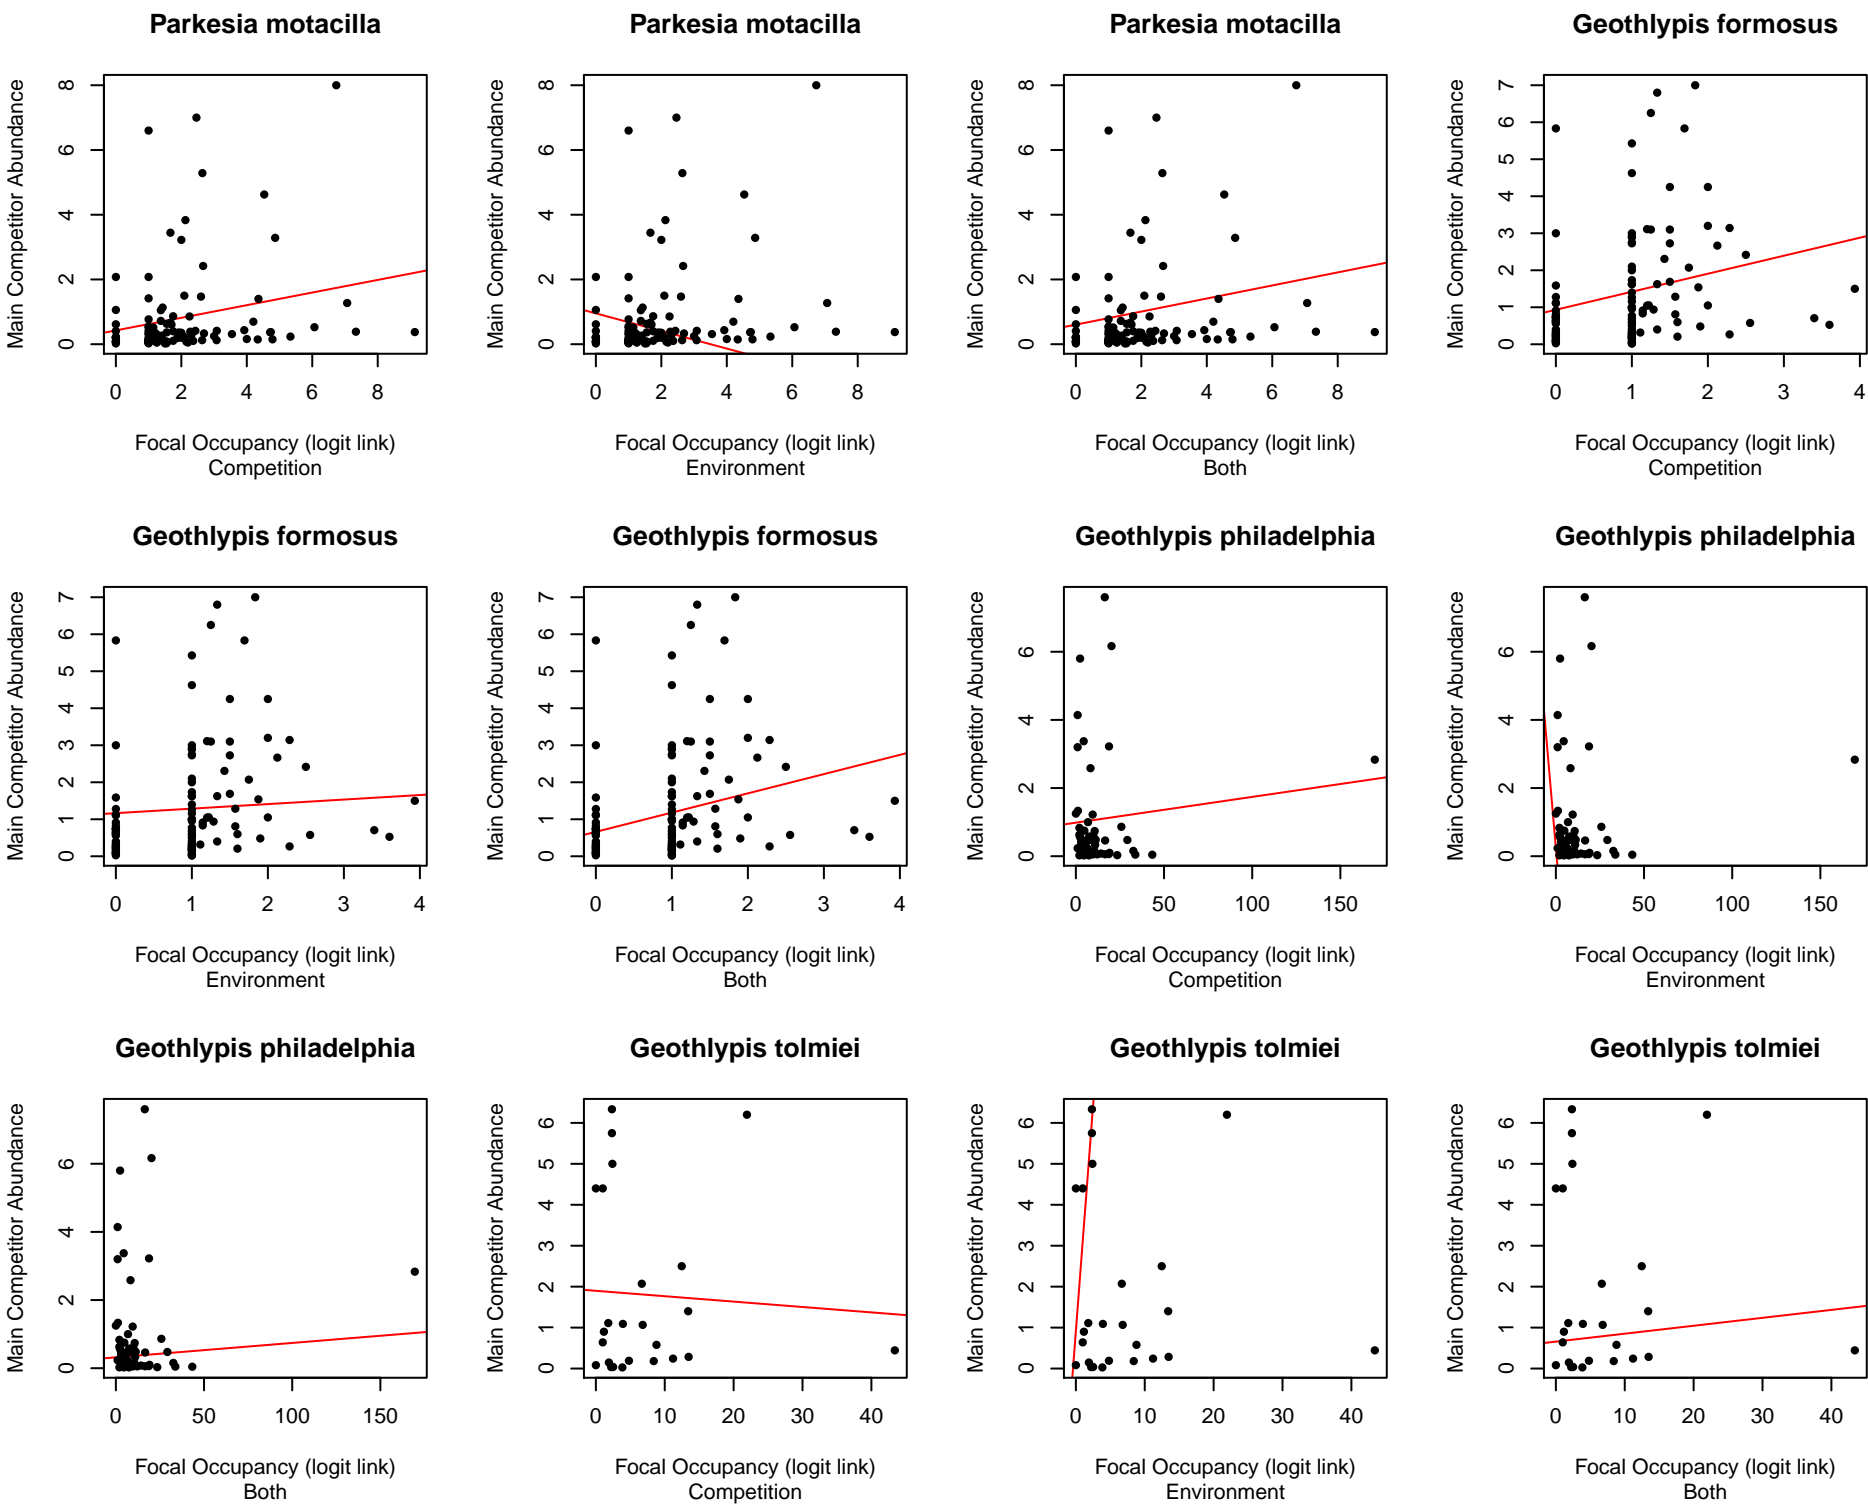 Parkesia motacilla
Main Competitor Abundance
0 2 4 6 8
0 2 4 6 8
Focal Occupancy (logit link)
Competition
Parkesia motacilla
Main Competitor Abundance
0 2 4 6 8
0 2 4 6 8
Focal Occupancy (logit link)
Environment
Parkesia motacilla
Main Competitor Abundance
0 2 4 6 8
0 2 4 6 8
Focal Occupancy (logit link)
Both
Geothlypis formosus
Main Competitor Abundance
0 1 2 3 4 5 6 7
0 1 2 3 4
Focal Occupancy (logit link)
Competition
Geothlypis formosus
Main Competitor Abundance
0 1 2 3 4 5 6 7
0 1 2 3 4
Focal Occupancy (logit link)
Environment
Geothlypis formosus
Main Competitor Abundance
0 1 2 3 4 5 6 7
0 1 2 3 4
Focal Occupancy (logit link)
Both
Geothlypis philadelphia
Main Competitor Abundance
0 2 4 6
0 50 100 150
Focal Occupancy (logit link)
Competition
Geothlypis philadelphia
Main Competitor Abundance
0 2 4 6
0 50 100 150
Focal Occupancy (logit link)
Environment
Geothlypis philadelphia
Main Competitor Abundance
0 2 4 6
0 50 100 150
Focal Occupancy (logit link)
Both
Geothlypis tolmiei
Main Competitor Abundance
0 1 2 3 4 5 6
0 10 20 30 40
Focal Occupancy (logit link)
Competition
Geothlypis tolmiei
Main Competitor Abundance
0 1 2 3 4 5 6
0 10 20 30 40
Focal Occupancy (logit link)
Environment
Geothlypis tolmiei
Main Competitor Abundance
0 1 2 3 4 5 6
0 10 20 30 40
Focal Occupancy (logit link)
Both